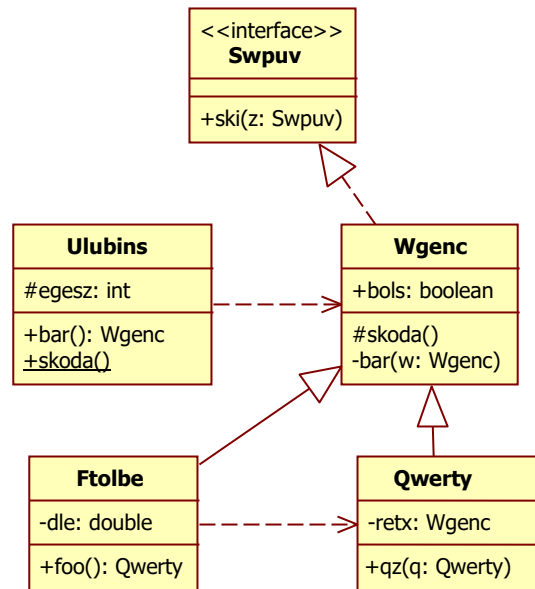 <<interface>>
Swpuv
+ski(z: Swpuv)
Ulubins
#egesz: int
+bar(): Wgenc
+skoda()
Wgenc
+bols: boolean
#skoda()
-bar(w: Wgenc)
Ftolbe
-dle: double
+foo(): Qwerty
Qwerty
-retx: Wgenc
+qz(q: Qwerty)